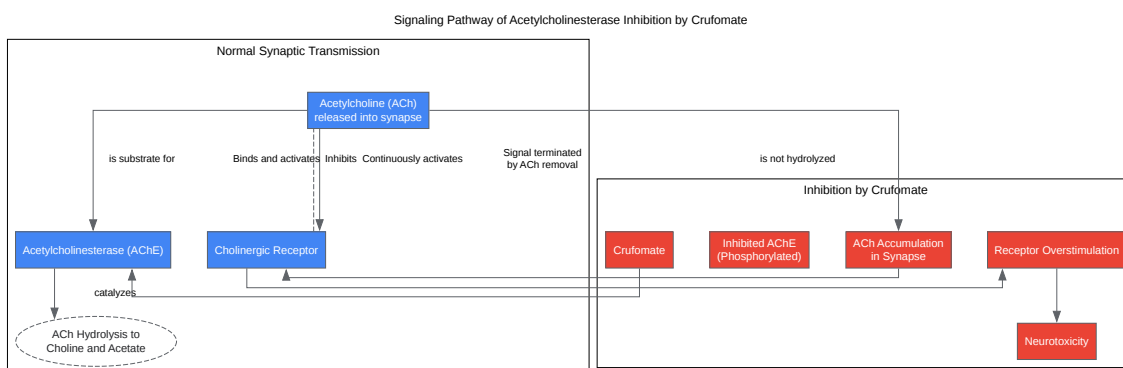 Signaling Pathway of Acetylcholinesterase Inhibition by Crufomate
Normal Synaptic Transmission
Acetylcholine (ACh)
released into synapse
is substrate for
Binds and activates
Inhibits
Continuously activates
Signal terminated
by ACh removal
is not hydrolyzed
Inhibition by Crufomate
Acetylcholinesterase (AChE)
Cholinergic Receptor
Crufomate
Inhibited AChE
(Phosphorylated)
ACh Accumulation
in Synapse
Receptor Overstimulation
catalyzes
ACh Hydrolysis to
Choline and Acetate
Neurotoxicity